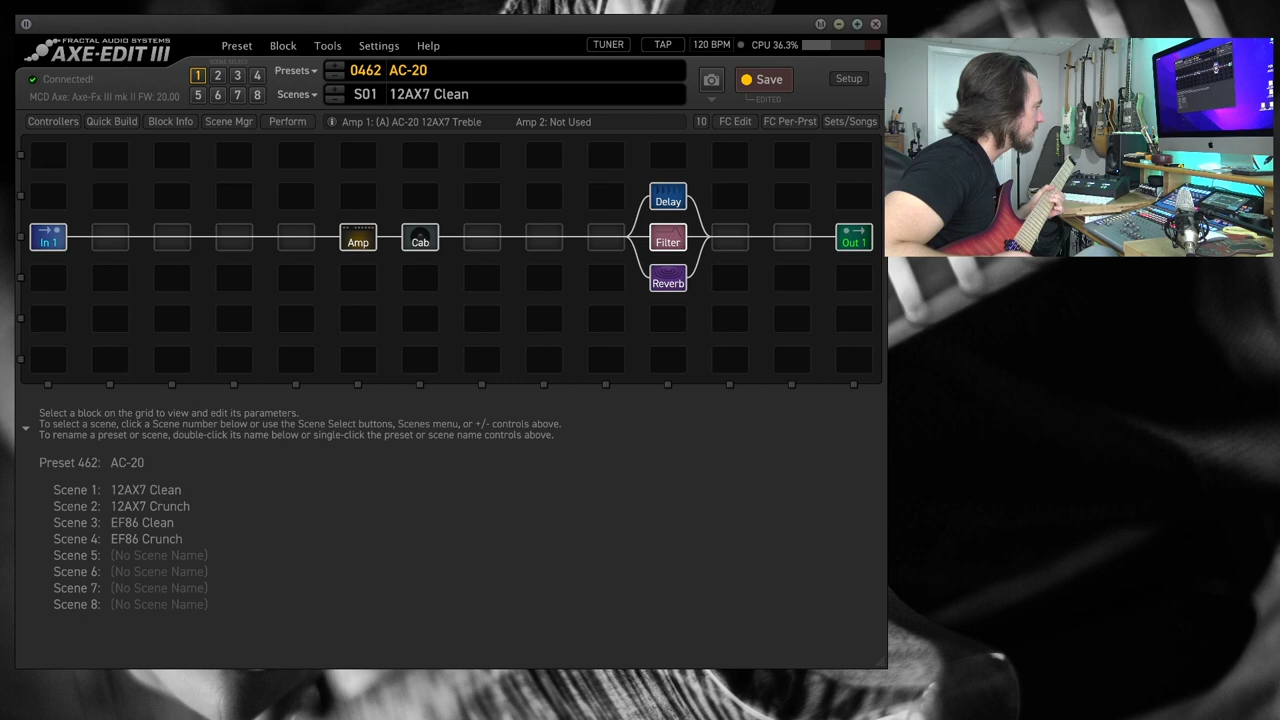 FRACTAL AUDIO SYSTEMS
AXE-EDIT III
Preset Block Tools Settings Help
TUNER TAP 120 BPM CPU 36.3%
Connected!
MCD Axe: Axe-Fx III mk II FW: 20.00
SCENE SELECT
1 2 3 4
5 6 7 8
Presets 0462 AC-20
Scenes S01 12AX7 Clean
Save
EDITED
Setup
Controllers Quick Build Block Info Scene Mgr Perform Amp 1: (A) AC-20 12AX7 Treble Amp 2: Not Used 10 FC Edit FC Per-Prst Sets/Songs
Delay
In 1 Amp Cab Filter Out 1
Reverb
Select a block on the grid to view and edit its parameters.
To select a scene, click a Scene number below or use the Scene Select buttons, Scenes menu, or +/- controls above.
To rename a preset or scene, double-click its name below or single-click the preset or scene name controls above.
Preset 462: AC-20
Scene 1: 12AX7 Clean
Scene 2: 12AX7 Crunch
Scene 3: EF86 Clean
Scene 4: EF86 Crunch
Scene 5: (No Scene Name)
Scene 6: (No Scene Name)
Scene 7: (No Scene Name)
Scene 8: (No Scene Name)